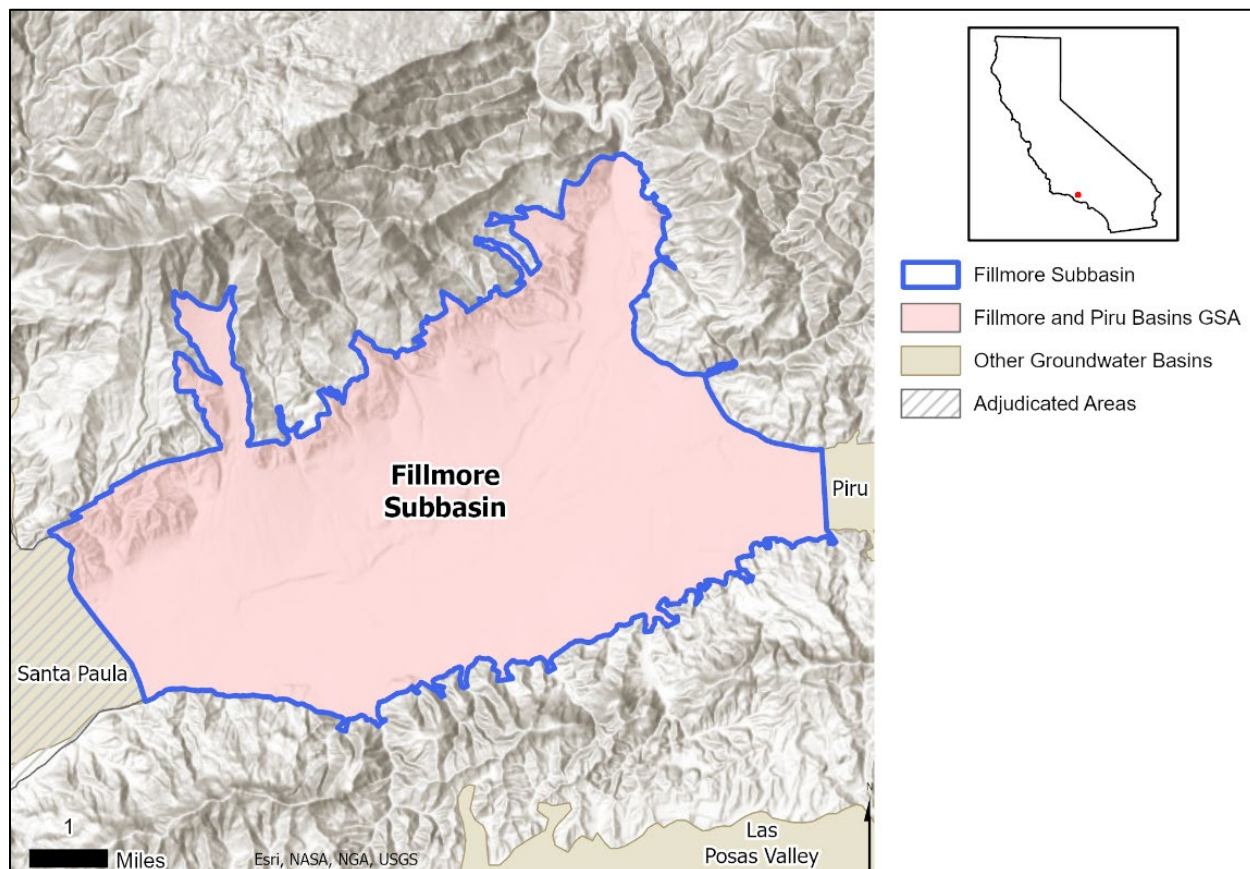 Fillmore Subbasin
Fillmore and Piru Basins GSA
Other Groundwater Basins
Adjudicated Areas
Fillmore
Subbasin
Piru
Santa Paula
Las
Posas Valley
1
Miles
Esri, NASA, NGA, USGS
N